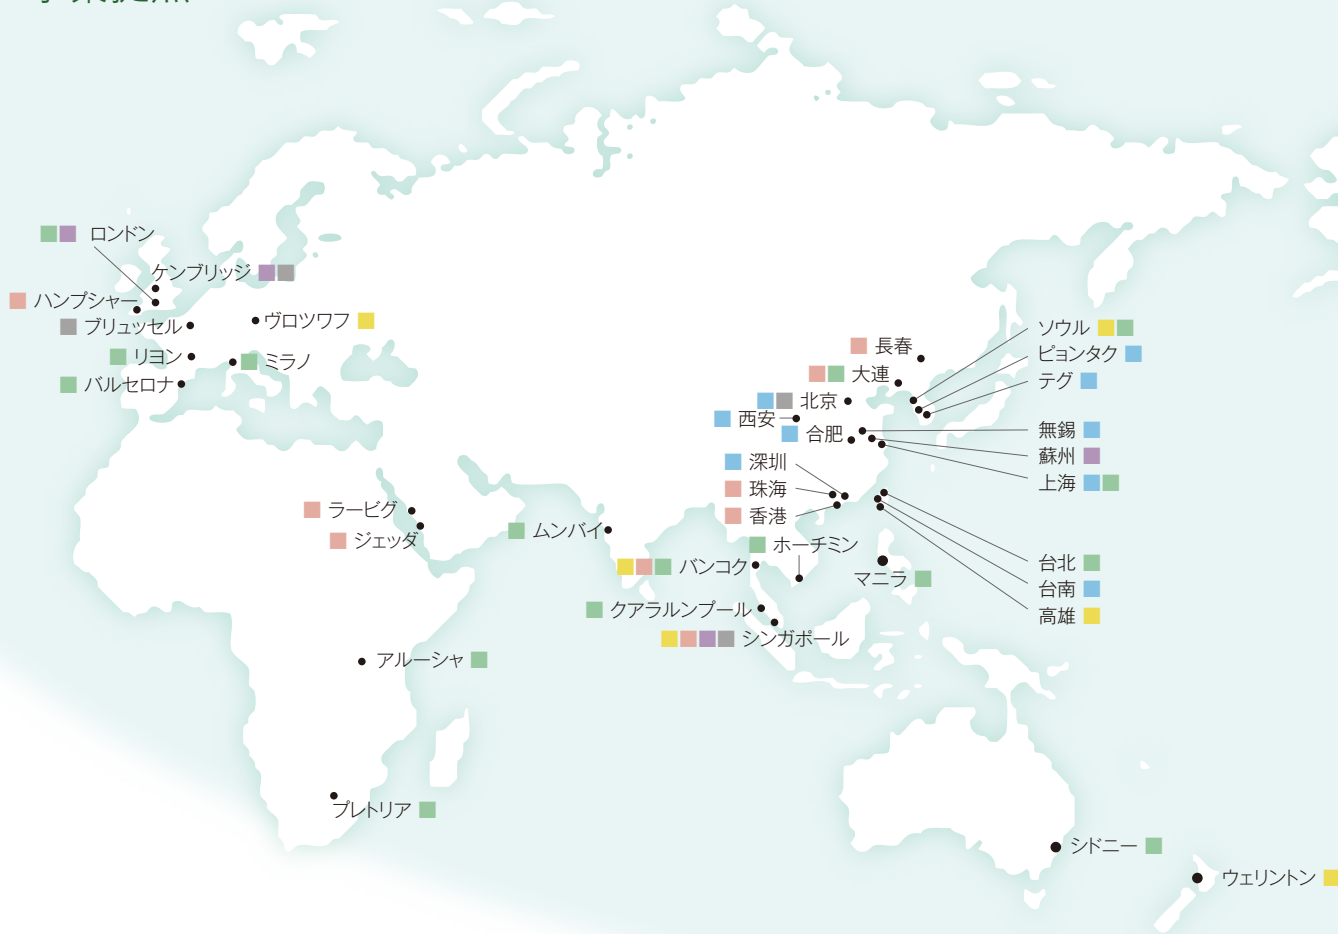 ロンドン
ケンブリッジ
ハンプシャー
ブリュッセル
ヴロツワフ
リヨン
ミラノ
バルセロナ
ソウル
ピョンタク
テグ
長春
大連
北京
西安
合肥
無錫
蘇州
上海
深圳
珠海
香港
ラービグ
ジェッダ
ムンバイ
ホーチミン
バンコク
マニラ
台北
台南
高雄
クアラルンプール
シンガポール
アルーシャ
プレトリア
シドニー
ウェリントン